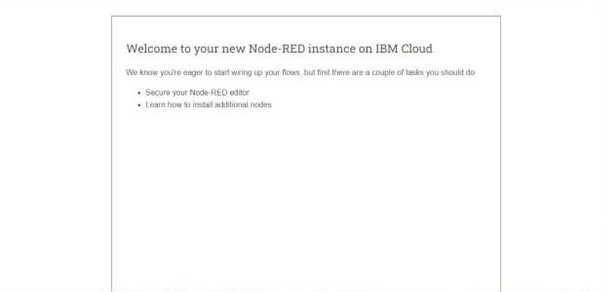 Welcome to your new Node-RED instance on IBM Cloud
We know you're eager to start wiring up your flows, but first there are a couple of tasks you should do
Secure your Node-RED editor
Learn how to install additional nodes